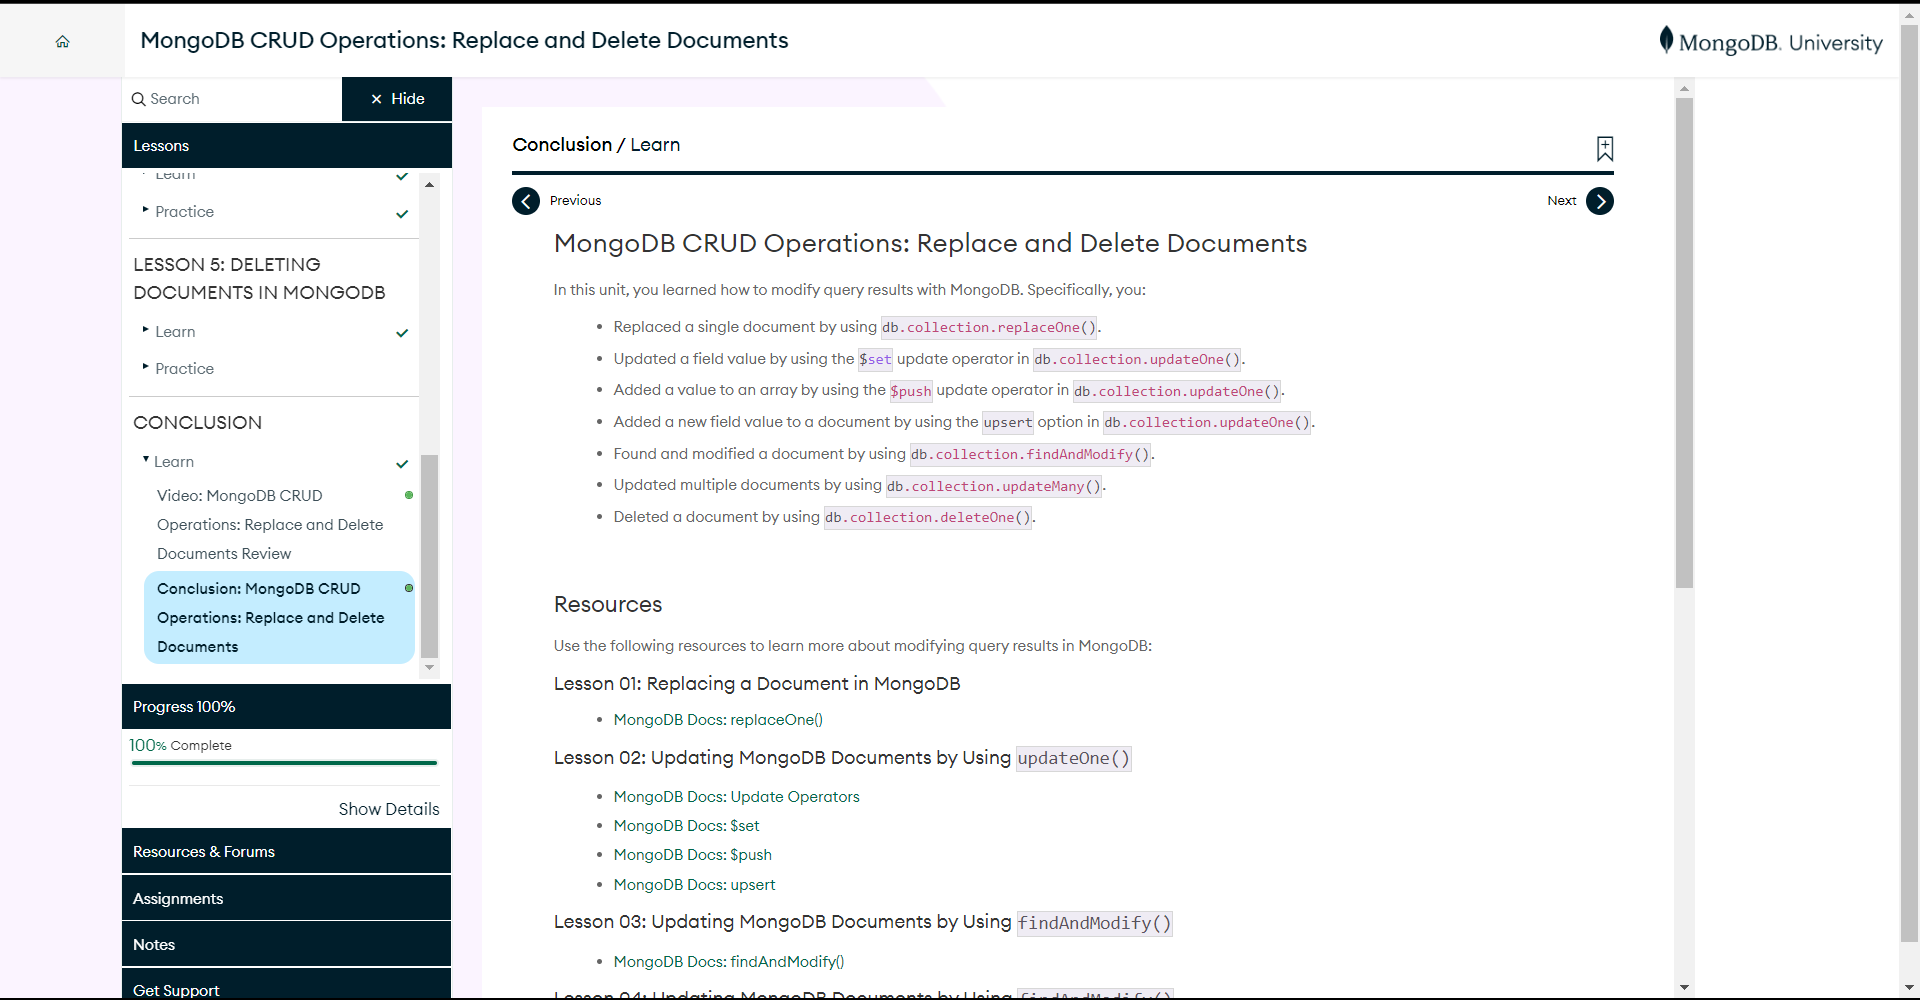 MongoDB CRUD Operations: Replace and Delete Documents
MongoDB. University
Search
× Hide
Lessons
Learn
Practice
LESSON 5: DELETING
DOCUMENTS IN MONGODB
Learn
Practice
CONCLUSION
Learn
Video: MongoDB CRUD
Operations: Replace and Delete
Documents Review
Conclusion: MongoDB CRUD
Operations: Replace and Delete
Documents
Progress 100%
100% Complete
Show Details
Resources & Forums
Assignments
Notes
Get Support
Conclusion / Learn
Previous
Next
MongoDB CRUD Operations: Replace and Delete Documents
In this unit, you learned how to modify query results with MongoDB. Specifically, you:
• Replaced a single document by using db.collection.replaceOne().
• Updated a field value by using the $set update operator in db.collection.updateOne().
• Added a value to an array by using the $push update operator in db.collection.updateOne().
• Added a new field value to a document by using the upsert option in db.collection.updateOne().
• Found and modified a document by using db.collection.findAndModify().
• Updated multiple documents by using db.collection.updateMany().
• Deleted a document by using db.collection.deleteOne().
Resources
Use the following resources to learn more about modifying query results in MongoDB:
Lesson 01: Replacing a Document in MongoDB
• MongoDB Docs: replaceOne()
Lesson 02: Updating MongoDB Documents by Using updateOne()
• MongoDB Docs: Update Operators
• MongoDB Docs: $set
• MongoDB Docs: $push
• MongoDB Docs: upsert
Lesson 03: Updating MongoDB Documents by Using findAndModify()
• MongoDB Docs: findAndModify()
Lesson 04: Updating MongoDB Documents by Using findAndModify()